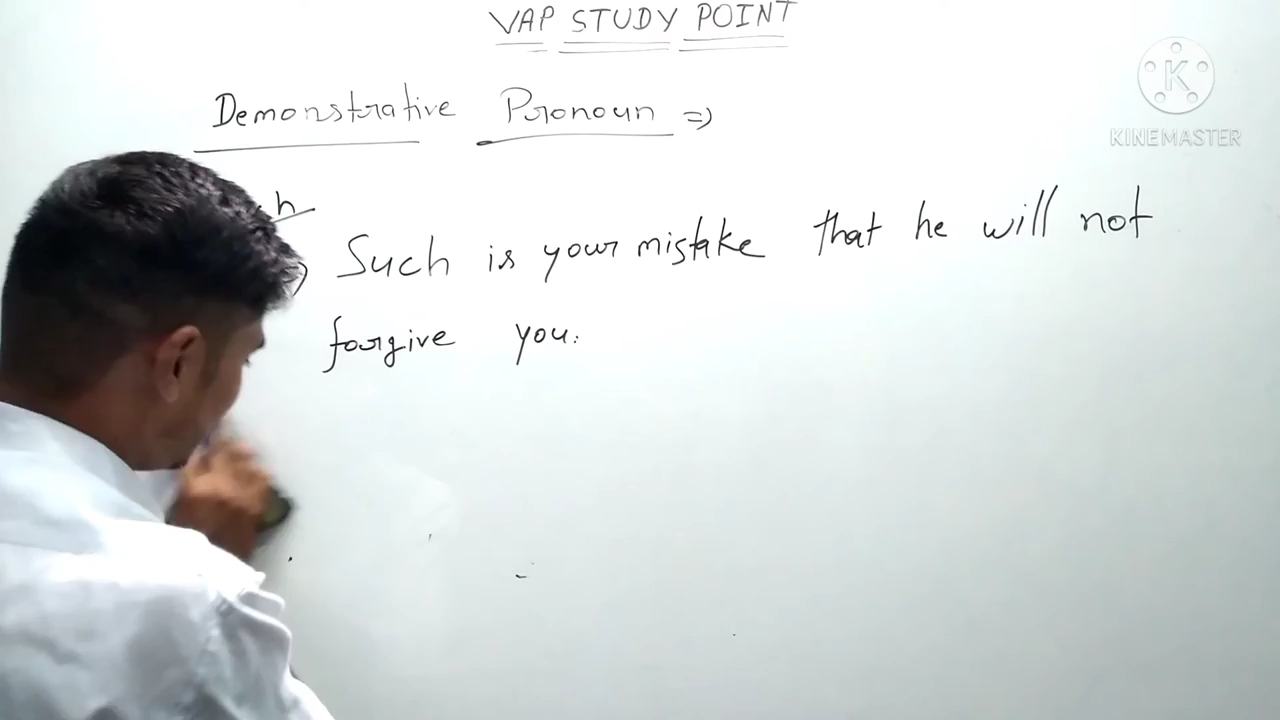 VAP STUDY POINT
Demonstrative Pronoun ⇒
h
Such is your mistake that he will not
forgive you.
K
KINEMASTER